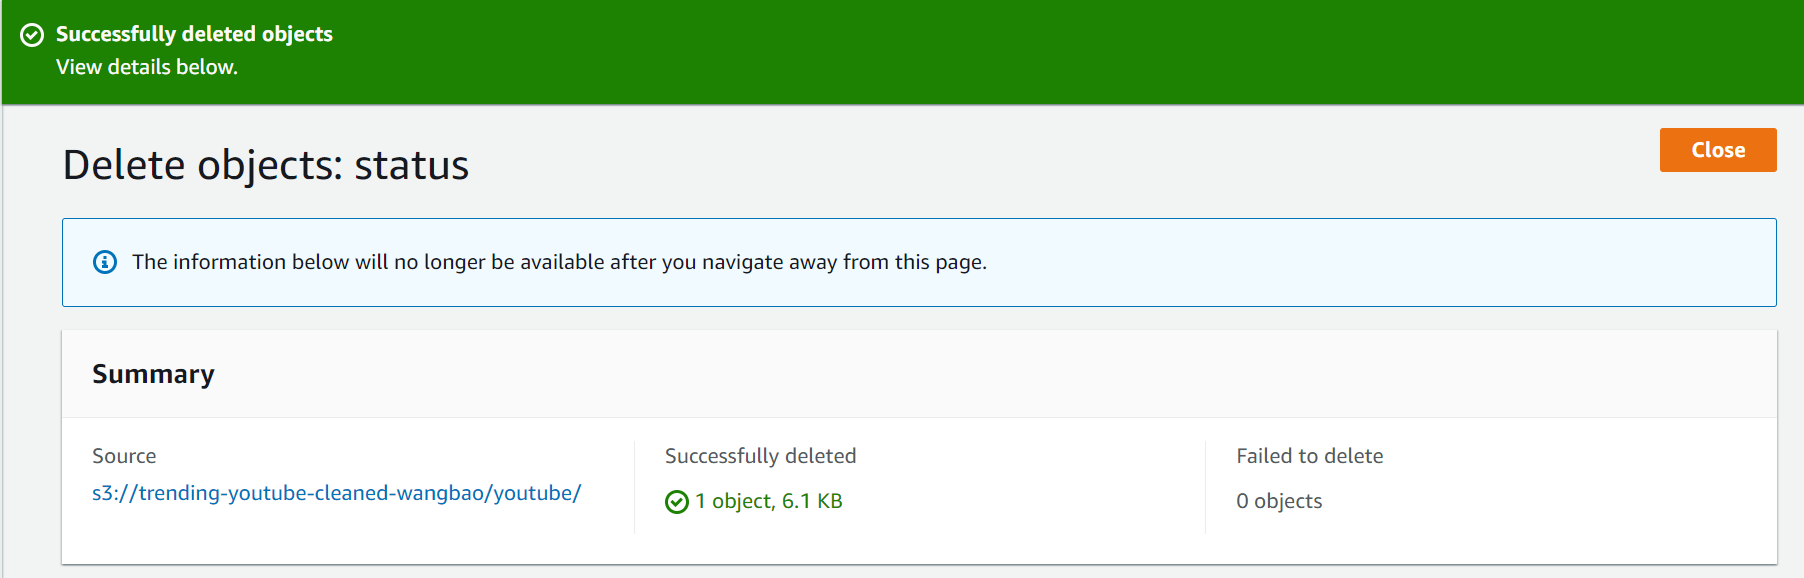 Successfully deleted objects
View details below.
Delete objects: status
Close
The information below will no longer be available after you navigate away from this page.
Summary
Source
s3://trending-youtube-cleaned-wangbao/youtube/
Successfully deleted
1 object, 6.1 KB
Failed to delete
0 objects